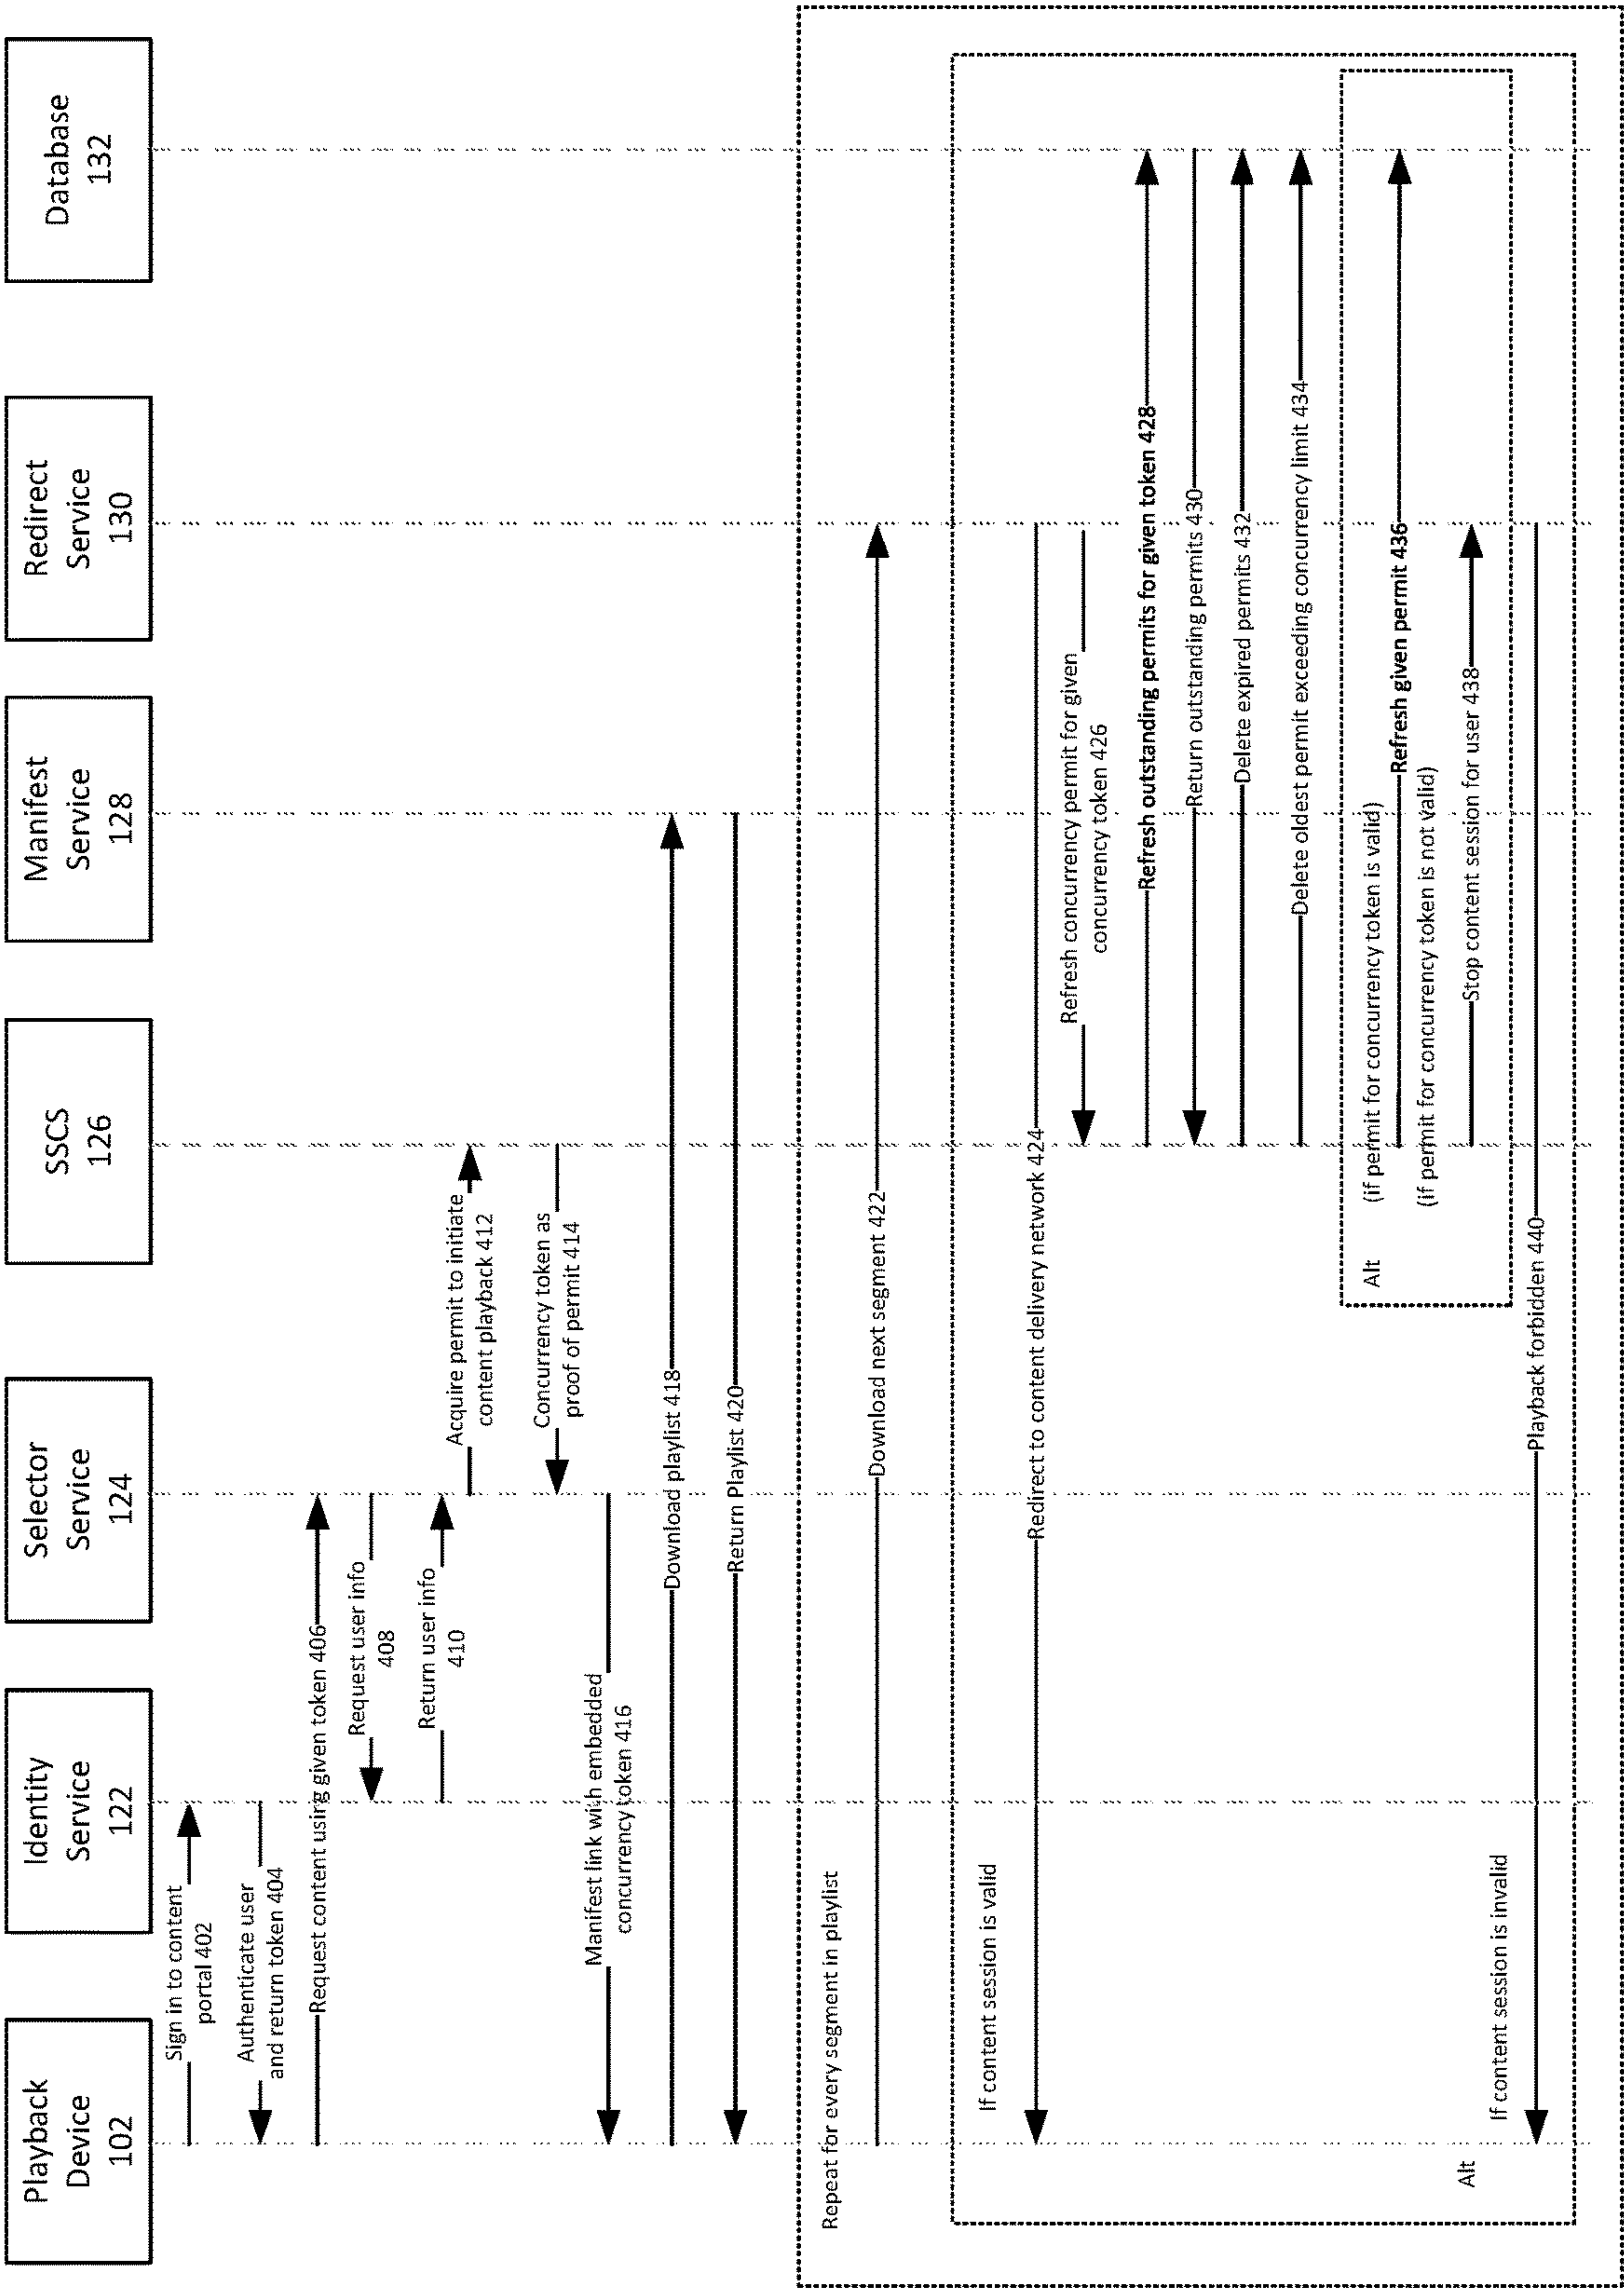 Playback
Device
102
Identity
Service
122
Selector
Service
124
SSCS
126
Manifest
Service
128
Redirect
Service
130
Database
132
Sign in to content
portal 402
Authenticate user
and return token 404
Request content using given token 406
Request user info
408
Return user info
410
Acquire permit to initiate
content playback 412
Concurrency token as
proof of permit 414
Manifest link with embedded
concurrency token 416
Download playlist 418
Return Playlist 420
Repeat for every segment in playlist
Download next segment 422
If content session is valid
Redirect to content delivery network 424
Refresh concurrency permit for given
concurrency token 426
Refresh outstanding permits for given token 428
Return outstanding permits 430
Delete expired permits 432
Delete oldest permit exceeding concurrency limit 434
Alt
(if permit for concurrency token is valid)
Refresh given permit 436
(if permit for concurrency token is not valid)
Stop content session for user 438
Alt
If content session is invalid
Playback forbidden 440